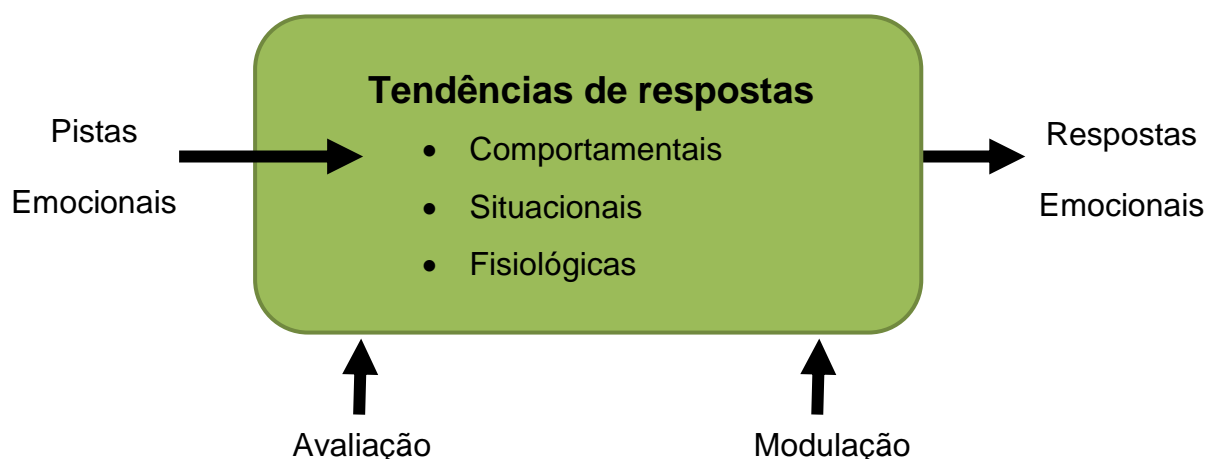 Tendências de respostas
Pistas
Emocionais
• Comportamentais
• Situacionais
• Fisiológicas
Respostas
Emocionais
Avaliação
Modulação